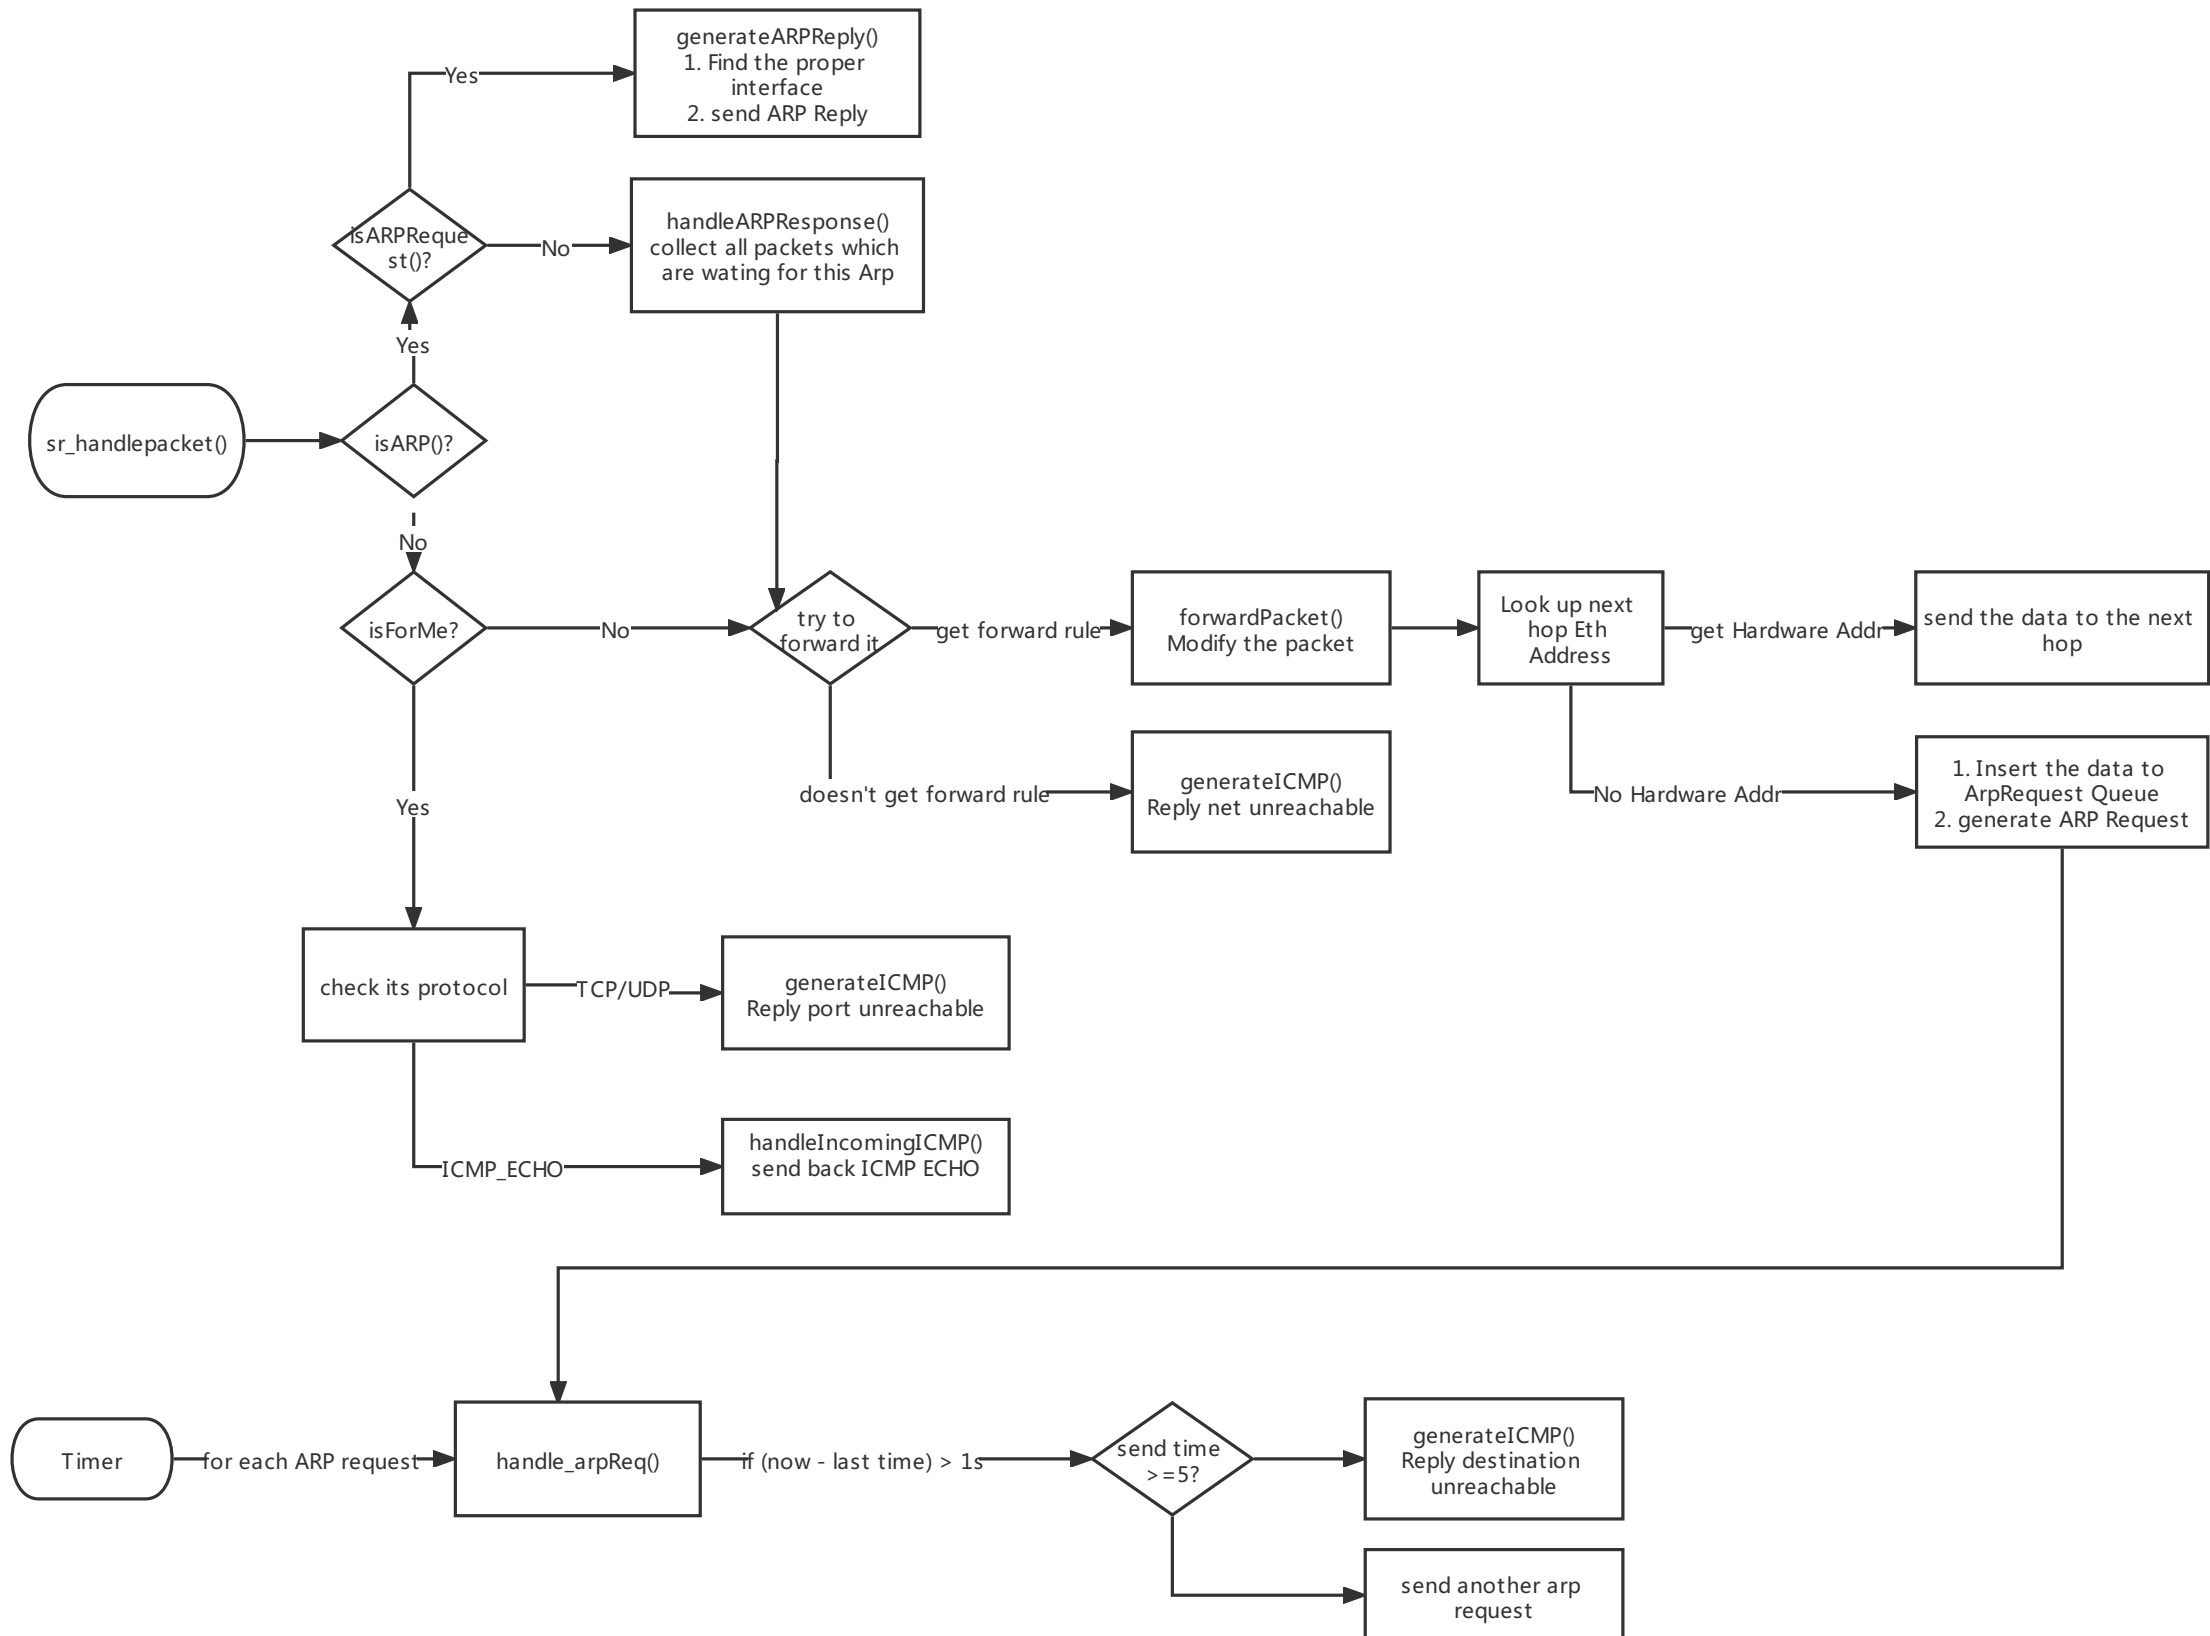 generateARPReply()
1. Find the proper
interface
2. send ARP Reply
Yes
isARPReque
st()?
No
handleARPResponse()
collect all packets which
are wating for this Arp
Yes
sr_handlepacket()
isARP()?
No
isForMe?
No
try to
forward it
get forward rule
forwardPacket()
Modify the packet
Look up next
hop Eth
Address
get Hardware Addr
send the data to the next
hop
doesn't get forward rule
generateICMP()
Reply net unreachable
No Hardware Addr
1. Insert the data to
ArpRequest Queue
2. generate ARP Request
Yes
check its protocol
TCP/UDP
generateICMP()
Reply port unreachable
ICMP_ECHO
handleIncomingICMP()
send back ICMP ECHO
Timer
for each ARP request
handle_arpReq()
if (now - last time) > 1s
send time
>=5?
generateICMP()
Reply destination
unreachable
send another arp
request